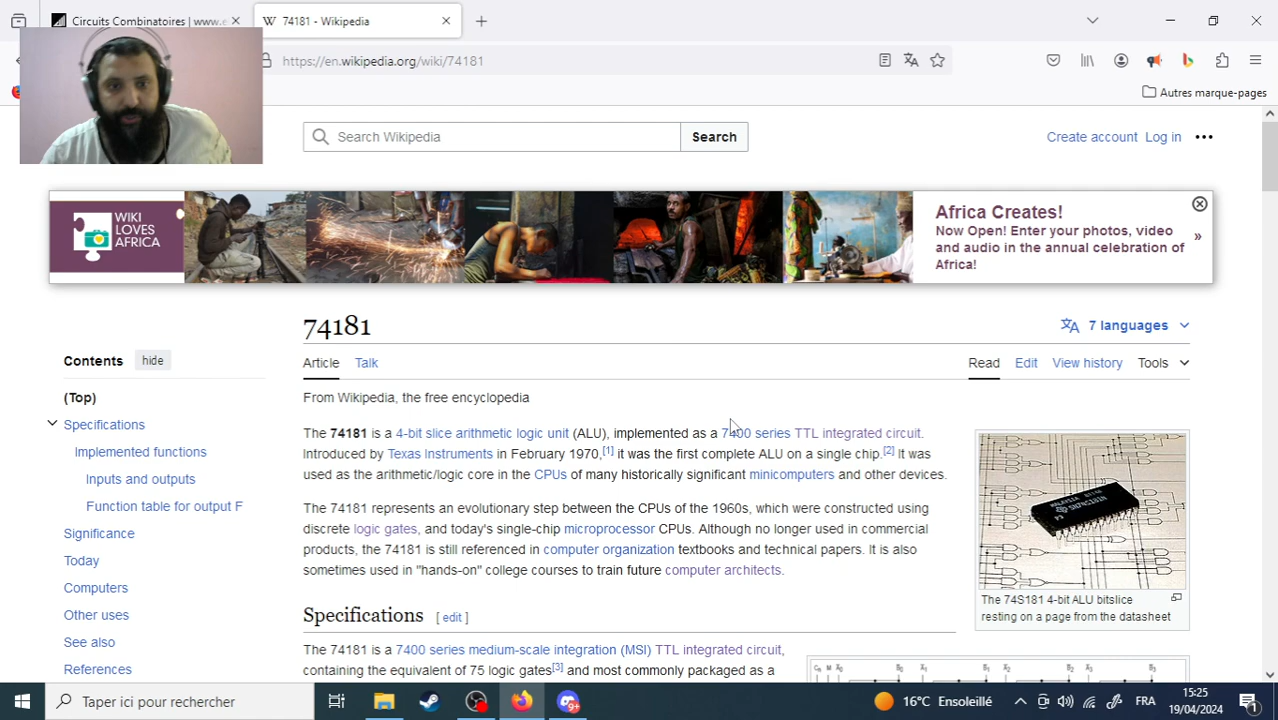 Circuits Combinatoires | www.e
74181 - Wikipedia
https://en.wikipedia.org/wiki/74181
Autres marque-pages
Search Wikipedia
Search
Create account Log in
WIKI
LOVES
AFRICA
Africa Creates!
Now Open! Enter your photos, video
and audio in the annual celebration of
Africa!
»
74181
7 languages
Contents hide
Article Talk
Read Edit View history Tools
(Top)
From Wikipedia, the free encyclopedia
Specifications
Implemented functions
Inputs and outputs
Function table for output F
Significance
Today
Computers
Other uses
See also
References
The 74181 is a 4-bit slice arithmetic logic unit (ALU), implemented as a 7400 series TTL integrated circuit.
Introduced by Texas Instruments in February 1970,[1] it was the first complete ALU on a single chip.[2] It was
used as the arithmetic/logic core in the CPUs of many historically significant minicomputers and other devices.
The 74181 represents an evolutionary step between the CPUs of the 1960s, which were constructed using
discrete logic gates, and today's single-chip microprocessor CPUs. Although no longer used in commercial
products, the 74181 is still referenced in computer organization textbooks and technical papers. It is also
sometimes used in "hands-on" college courses to train future computer architects.
The 74S181 4-bit ALU bitslice
resting on a page from the datasheet
Specifications [ edit ]
The 74181 is a 7400 series medium-scale integration (MSI) TTL integrated circuit,
containing the equivalent of 75 logic gates[3] and most commonly packaged as a
Taper ici pour rechercher
9+
16°C Ensoleillé
FRA
15:25
19/04/2024
1